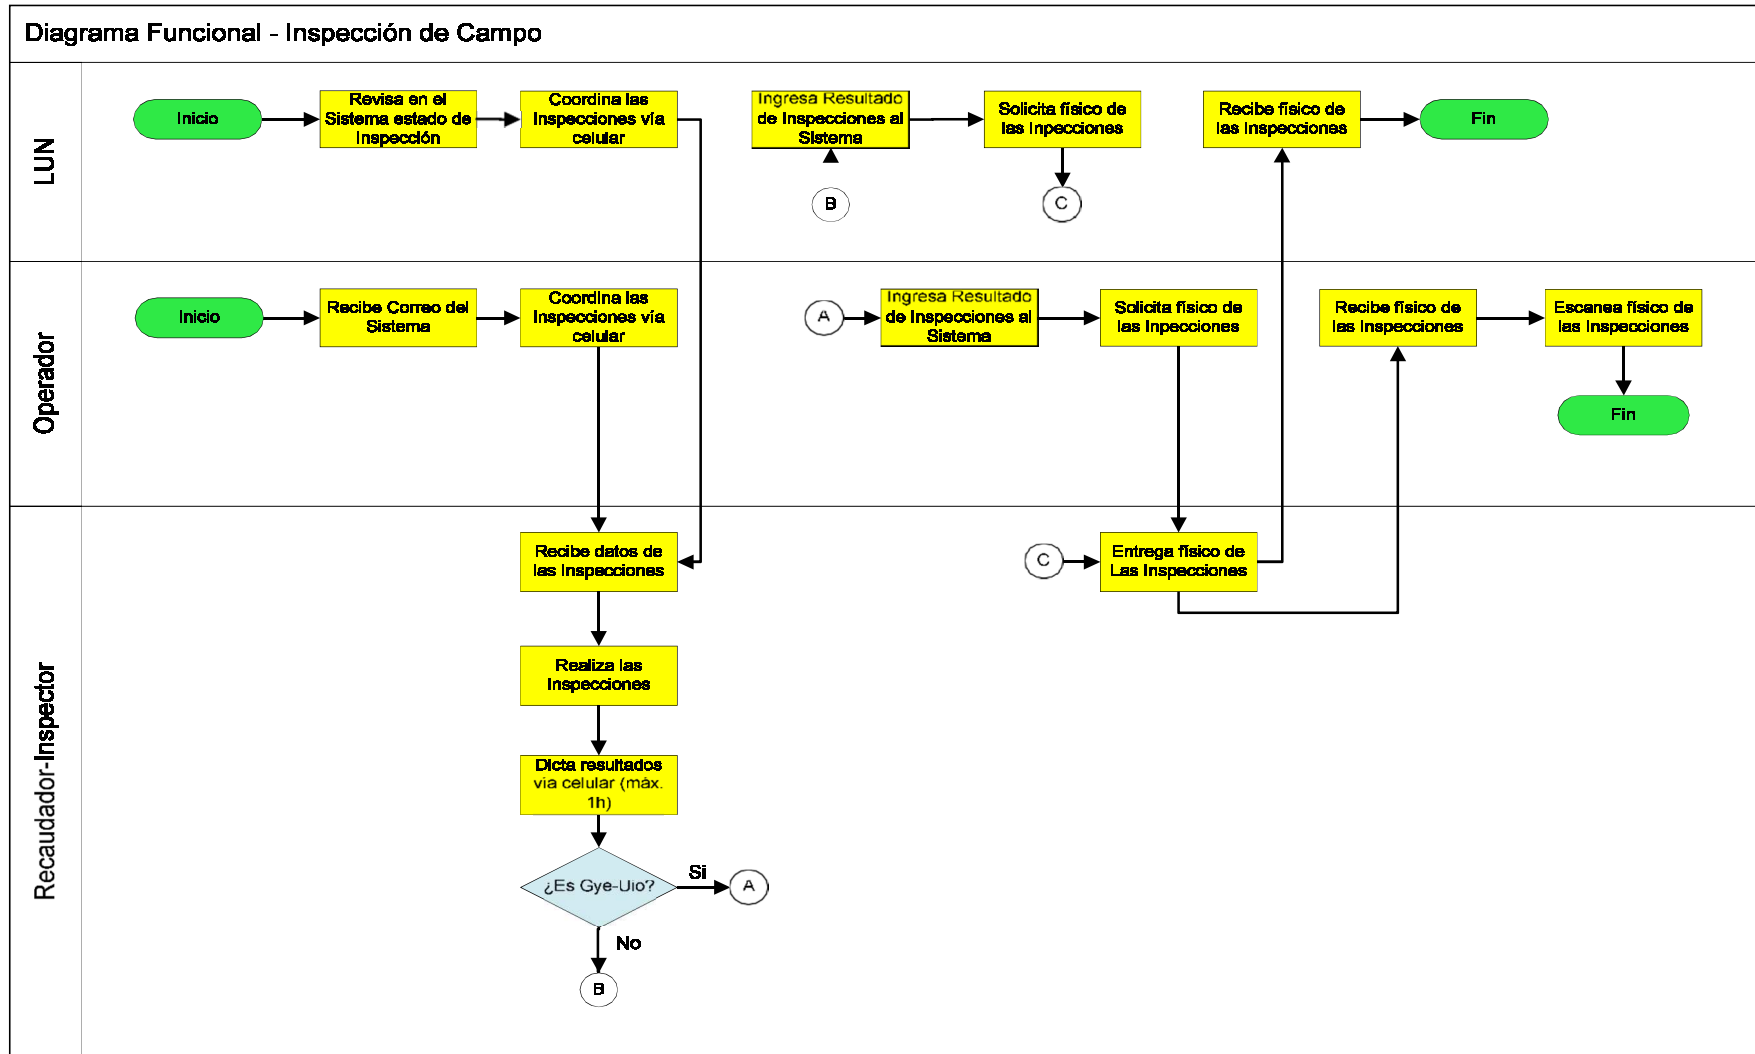 Diagrama Funcional - Inspección de Campo
LUN
Inicio
Revisa en el
Sistema estado de
Inspección
Coordina las
Inspecciones vía
celular
Ingresa Resultado
de Inspecciones al
Sistema
Solicita físico de
las Inpecciones
Recibe físico de
las Inspecciones
Fin
B
C
Operador
Inicio
Recibe Correo del
Sistema
Coordina las
Inspecciones vía
celular
A
Ingresa Resultado
de Inspecciones al
Sistema
Solicita físico de
las Inpecciones
Recibe físico de
las Inspecciones
Escanea físico de
las Inspecciones
Fin
Recaudador-Inspector
Recibe datos de
las Inspecciones
C
Entrega físico de
Las Inspecciones
Realiza las
Inspecciones
Dicta resultados
vía celular (máx.
1h)
¿Es Gye-Uio?
Si
A
No
B